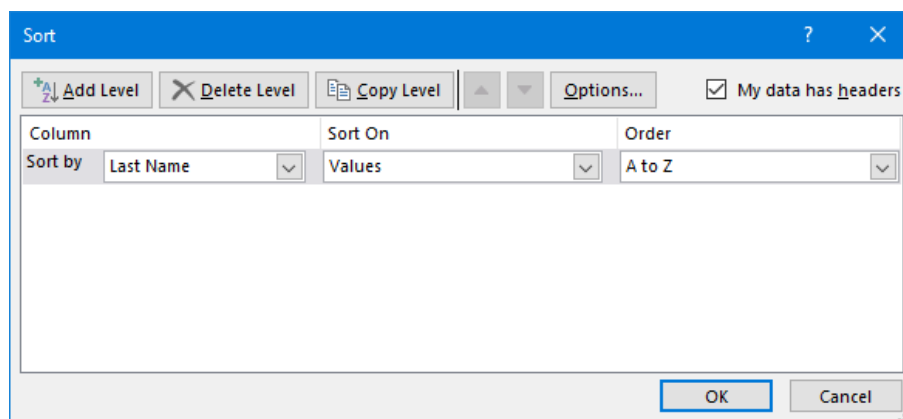 Sort ?
Add Level Delete Level Copy Level Options... My data has headers
Column Sort On Order
Sort by Last Name Values A to Z
OK Cancel